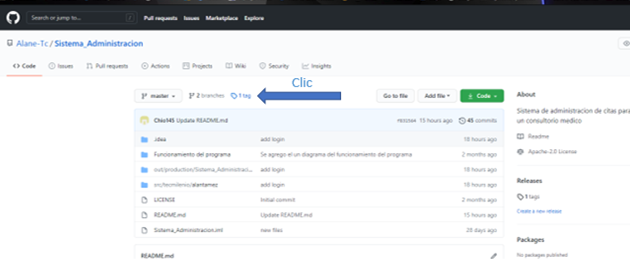 Search or jump to... / Pull requests Issues Marketplace Explore
Alane-Tc / Sistema_Administracion
<> Code Issues Pull requests Actions Projects Wiki Security Insights
Clic
master 2 branches 1 tag Go to file Add file Code
Chio145 Update README.md 15 hours ago 45 commits
.idea add login 18 hours ago
Funcionamiento del programa Se agrego el un diagrama del funcionamiento del programa 2 months ago
out/production/Sistema_Administraci... add login 18 hours ago
src/tecmilenio/alantamez add login 18 hours ago
LICENSE Initial commit 2 months ago
README.md Update README.md 15 hours ago
Sistema_Administracion.iml new files 28 days ago
README.md
About
Sistema de administracion de citas para
un consultorio medico
Readme
Apache-2.0 License
Releases
1 tags
Create a new release
Packages
No packages published